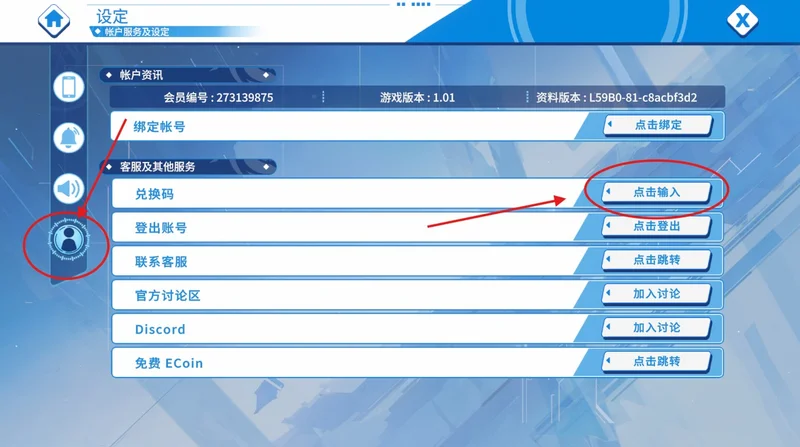 设定
帐户服务及设定
帐户资讯
会员编号 : 273139875 游戏版本 : 1.01 资料版本 : L59B0-81-c8acbf3d2
绑定帐号 点击绑定
客服及其他服务
兑换码 点击输入
登出账号 点击登出
联系客服 点击跳转
官方讨论区 加入讨论
Discord 加入讨论
免费 ECoin 点击跳转